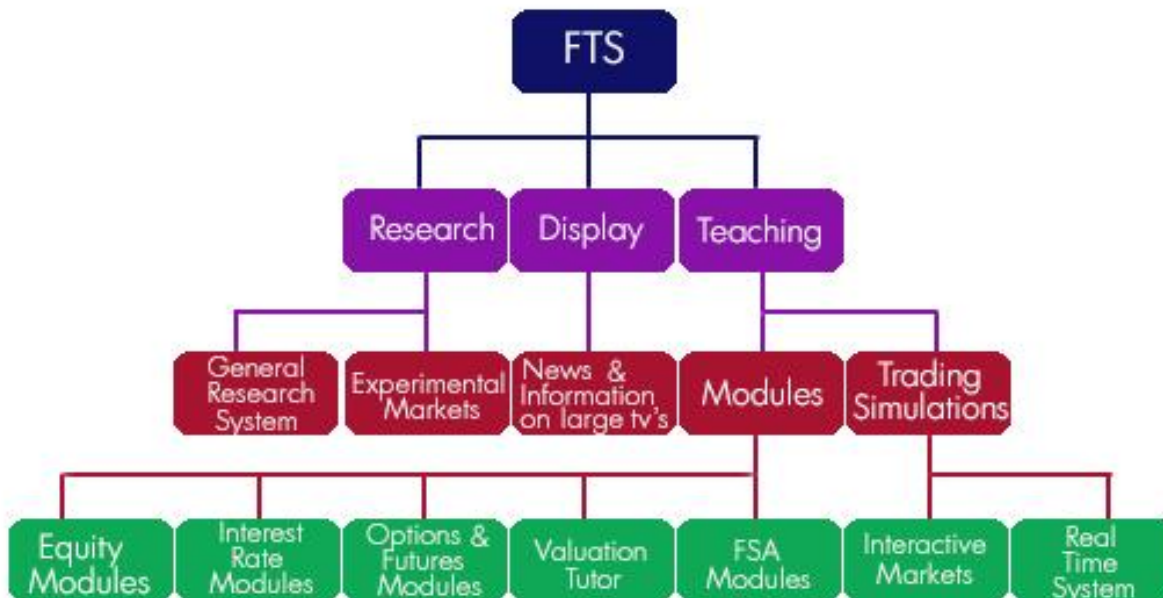 FTS
Research
Display
Teaching
General
Research
System
Experimental
Markets
News &
Information
on large tv's
Modules
Trading
Simulations
Equity
Modules
Interest
Rate
Modules
Options &
Futures
Modules
Valuation
Tutor
FSA
Modules
Interactive
Markets
Real
Time
System